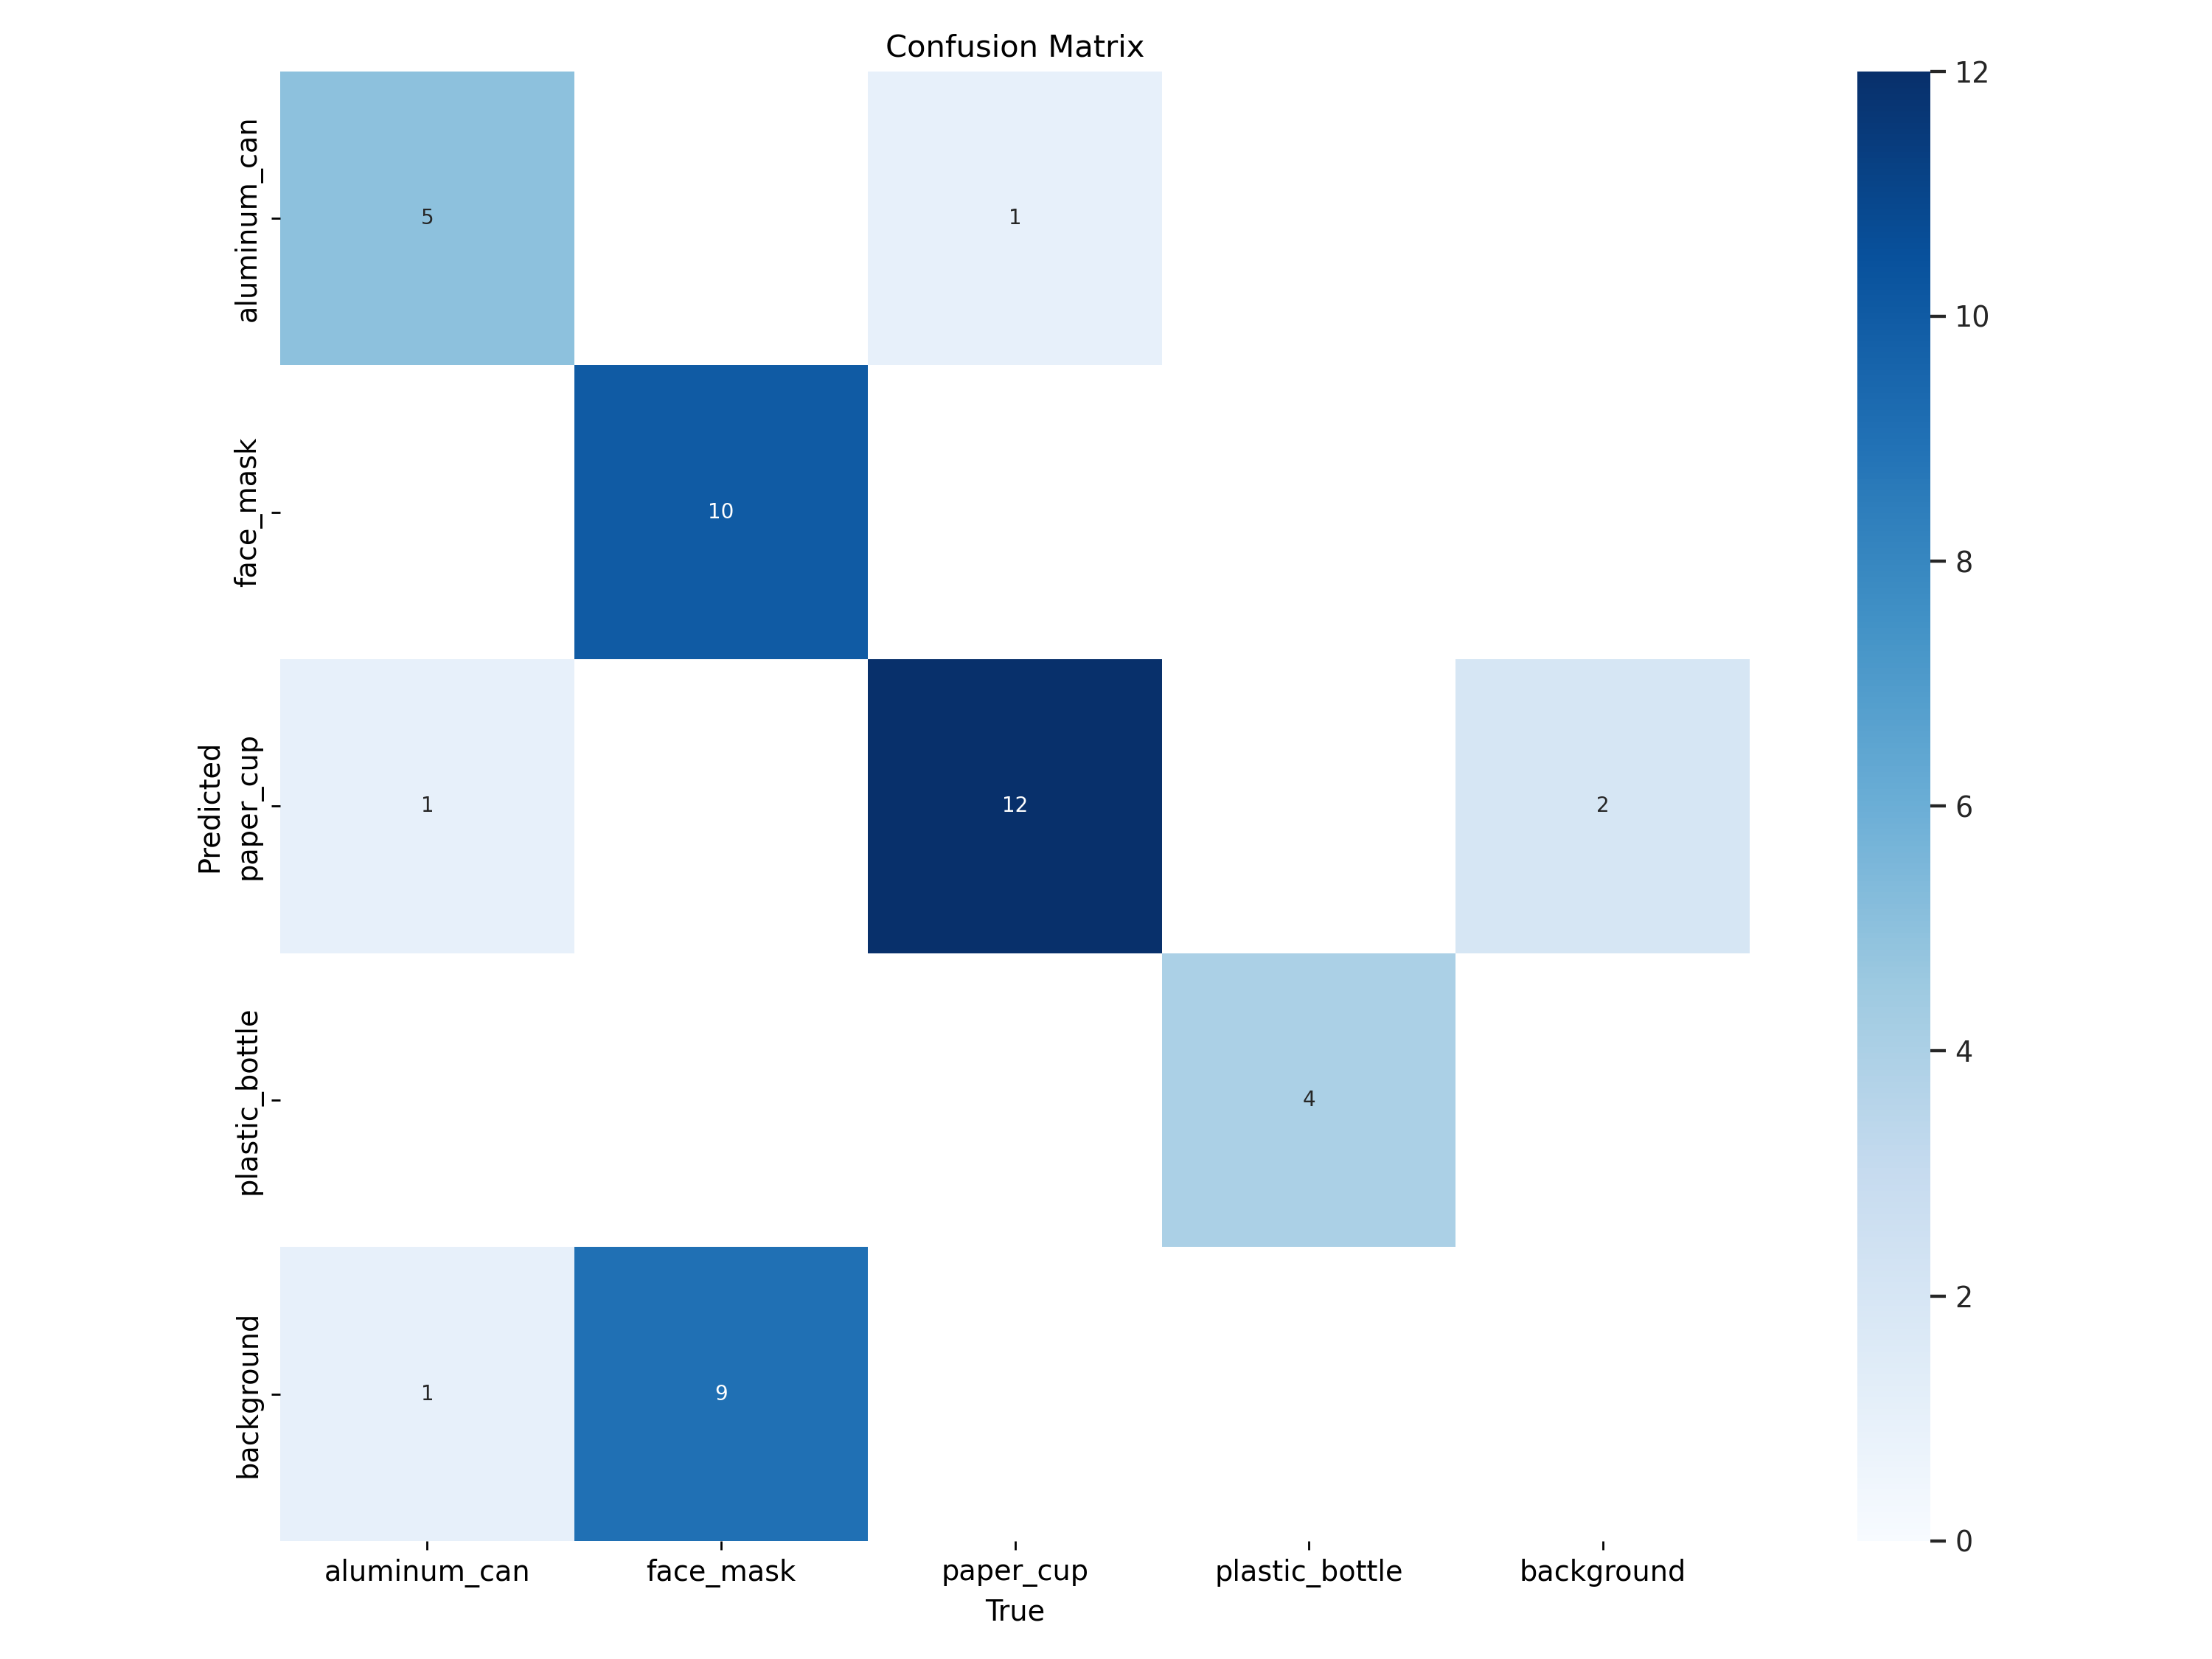 Confusion Matrix
aluminum_can
face_mask
paper_cup
plastic_bottle
background
Predicted
5
1
10
1
12
2
4
1
9
aluminum_can
face_mask
paper_cup
plastic_bottle
background
True
12
10
8
6
4
2
0